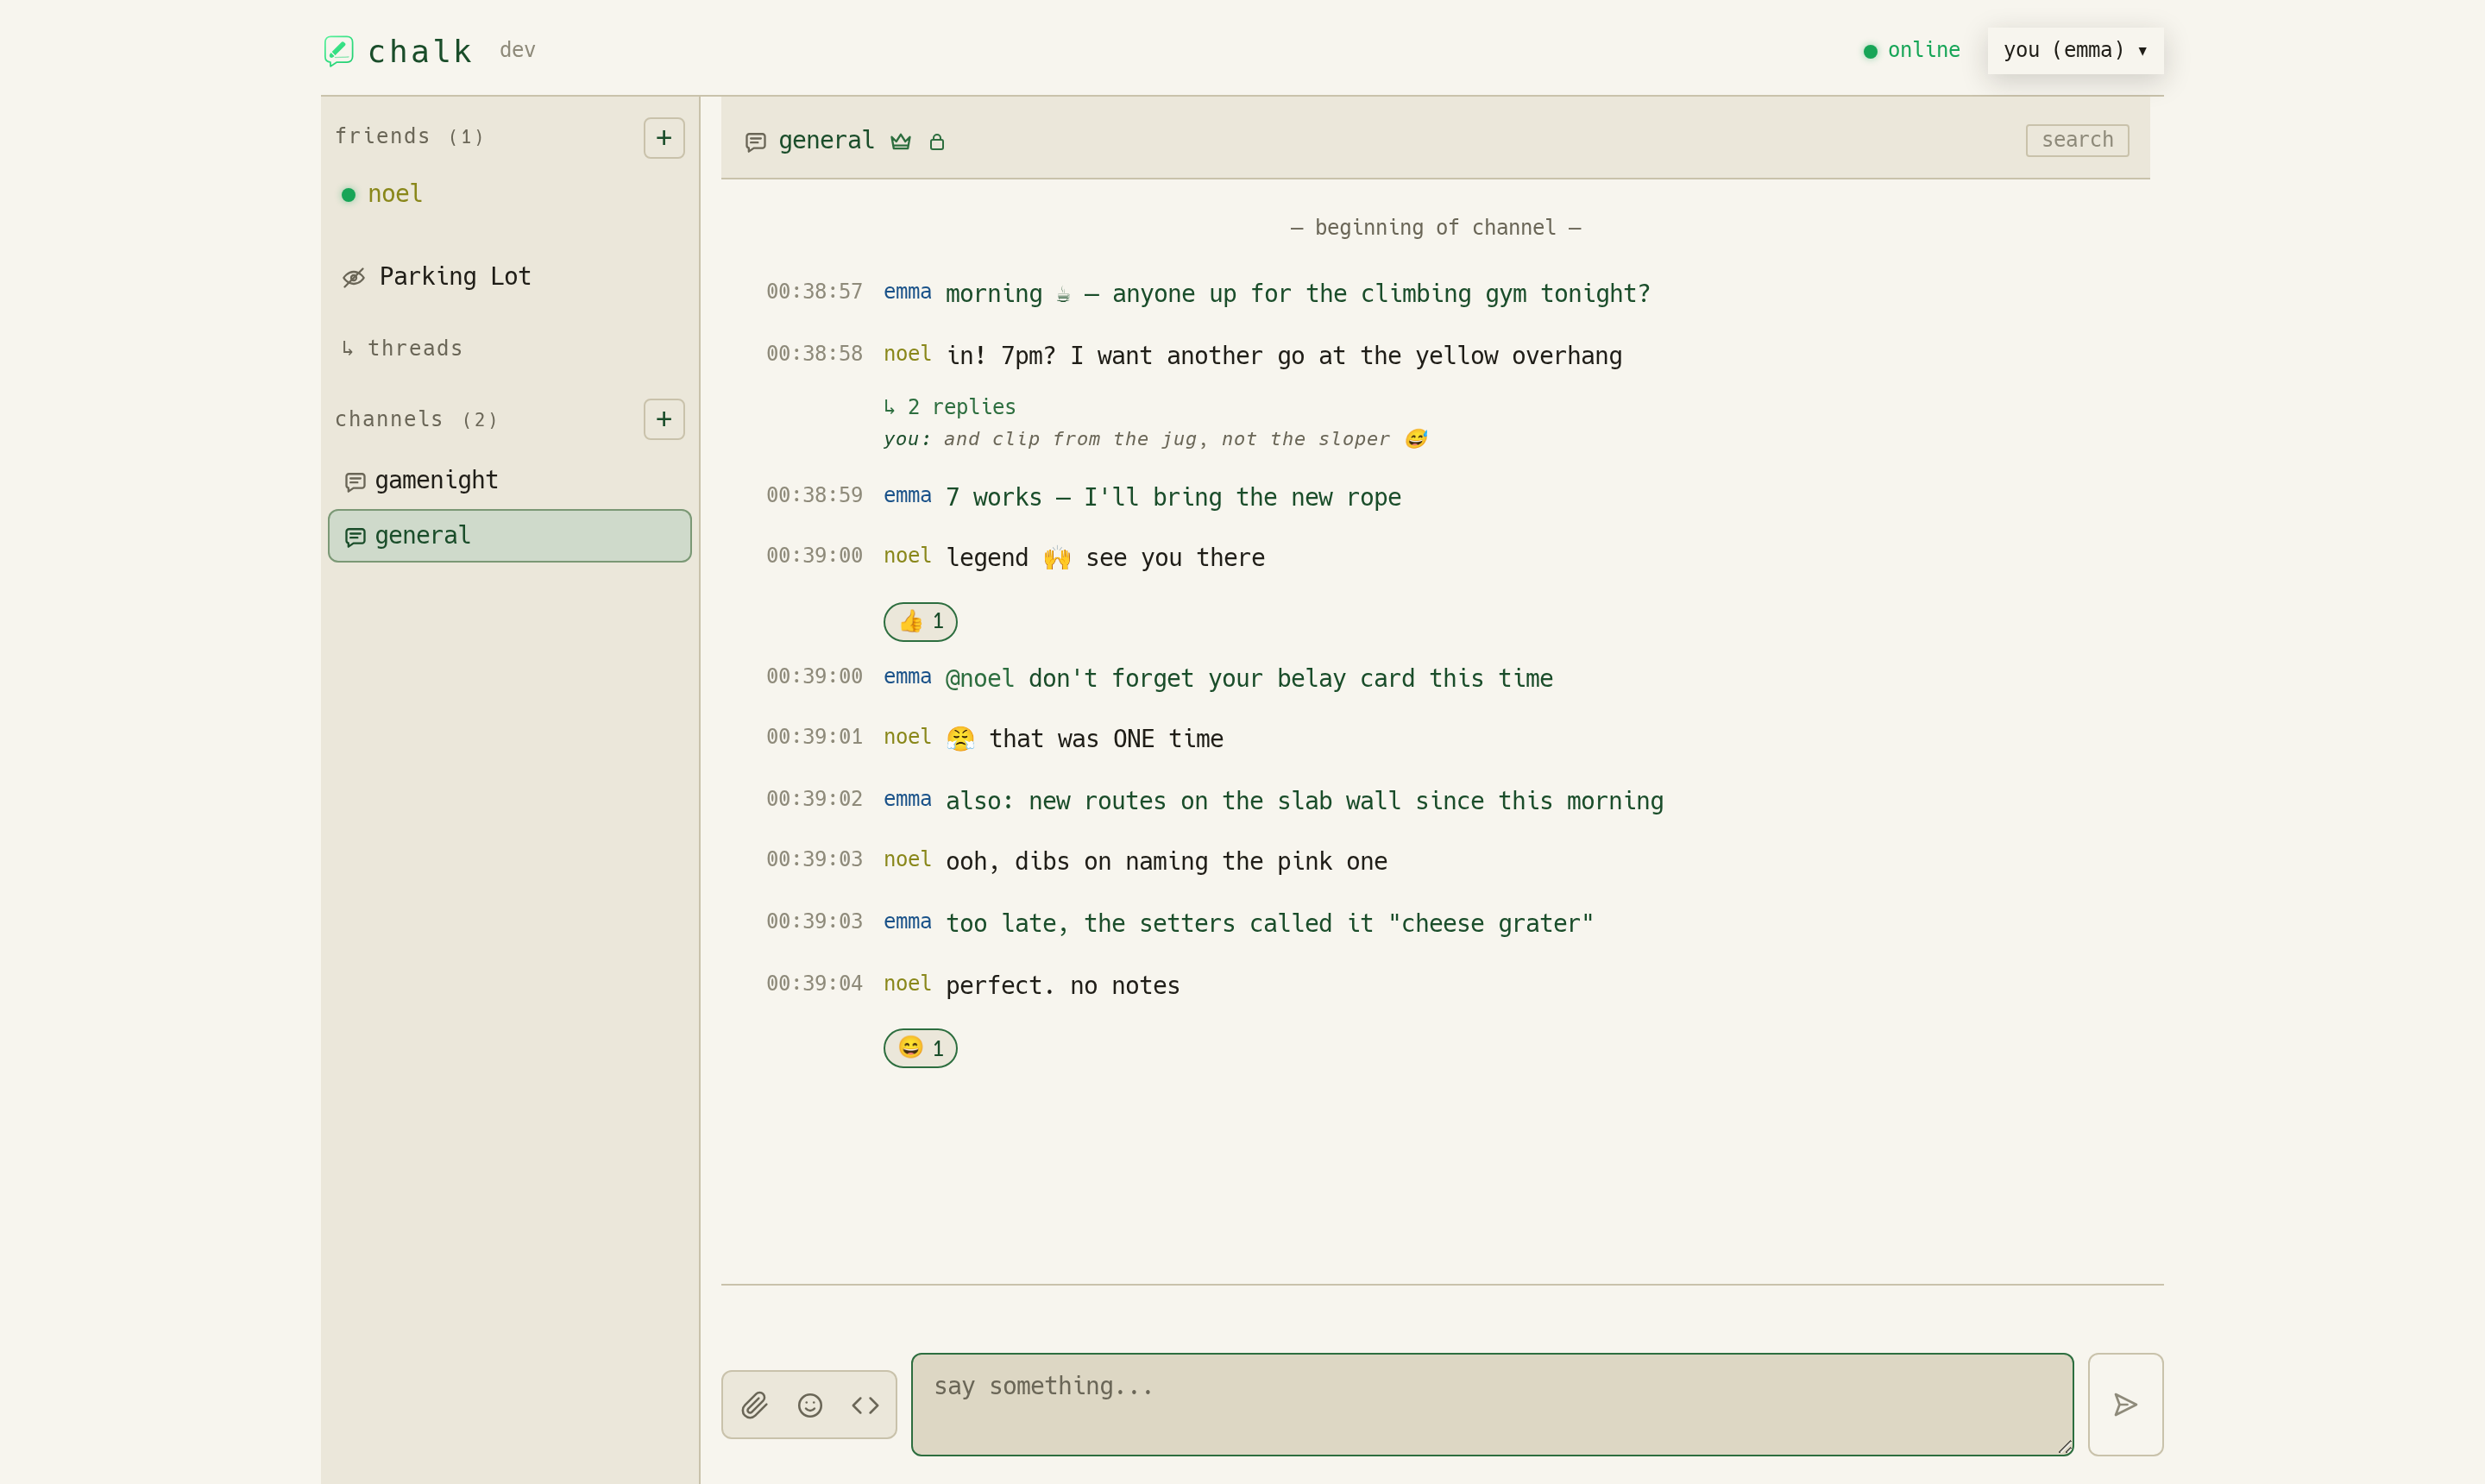 chalk dev
online you (emma) ▾
friends (1) +
noel
Parking Lot
↳ threads
channels (2) +
gamenight
general
general
search
— beginning of channel —
00:38:57 emma morning ☕ — anyone up for the climbing gym tonight?
00:38:58 noel in! 7pm? I want another go at the yellow overhang
↳ 2 replies
you: and clip from the jug, not the sloper 😅
00:38:59 emma 7 works — I'll bring the new rope
00:39:00 noel legend 🙌 see you there
👍 1
00:39:00 emma @noel don't forget your belay card this time
00:39:01 noel 😤 that was ONE time
00:39:02 emma also: new routes on the slab wall since this morning
00:39:03 noel ooh, dibs on naming the pink one
00:39:03 emma too late, the setters called it "cheese grater"
00:39:04 noel perfect. no notes
😄 1
say something...